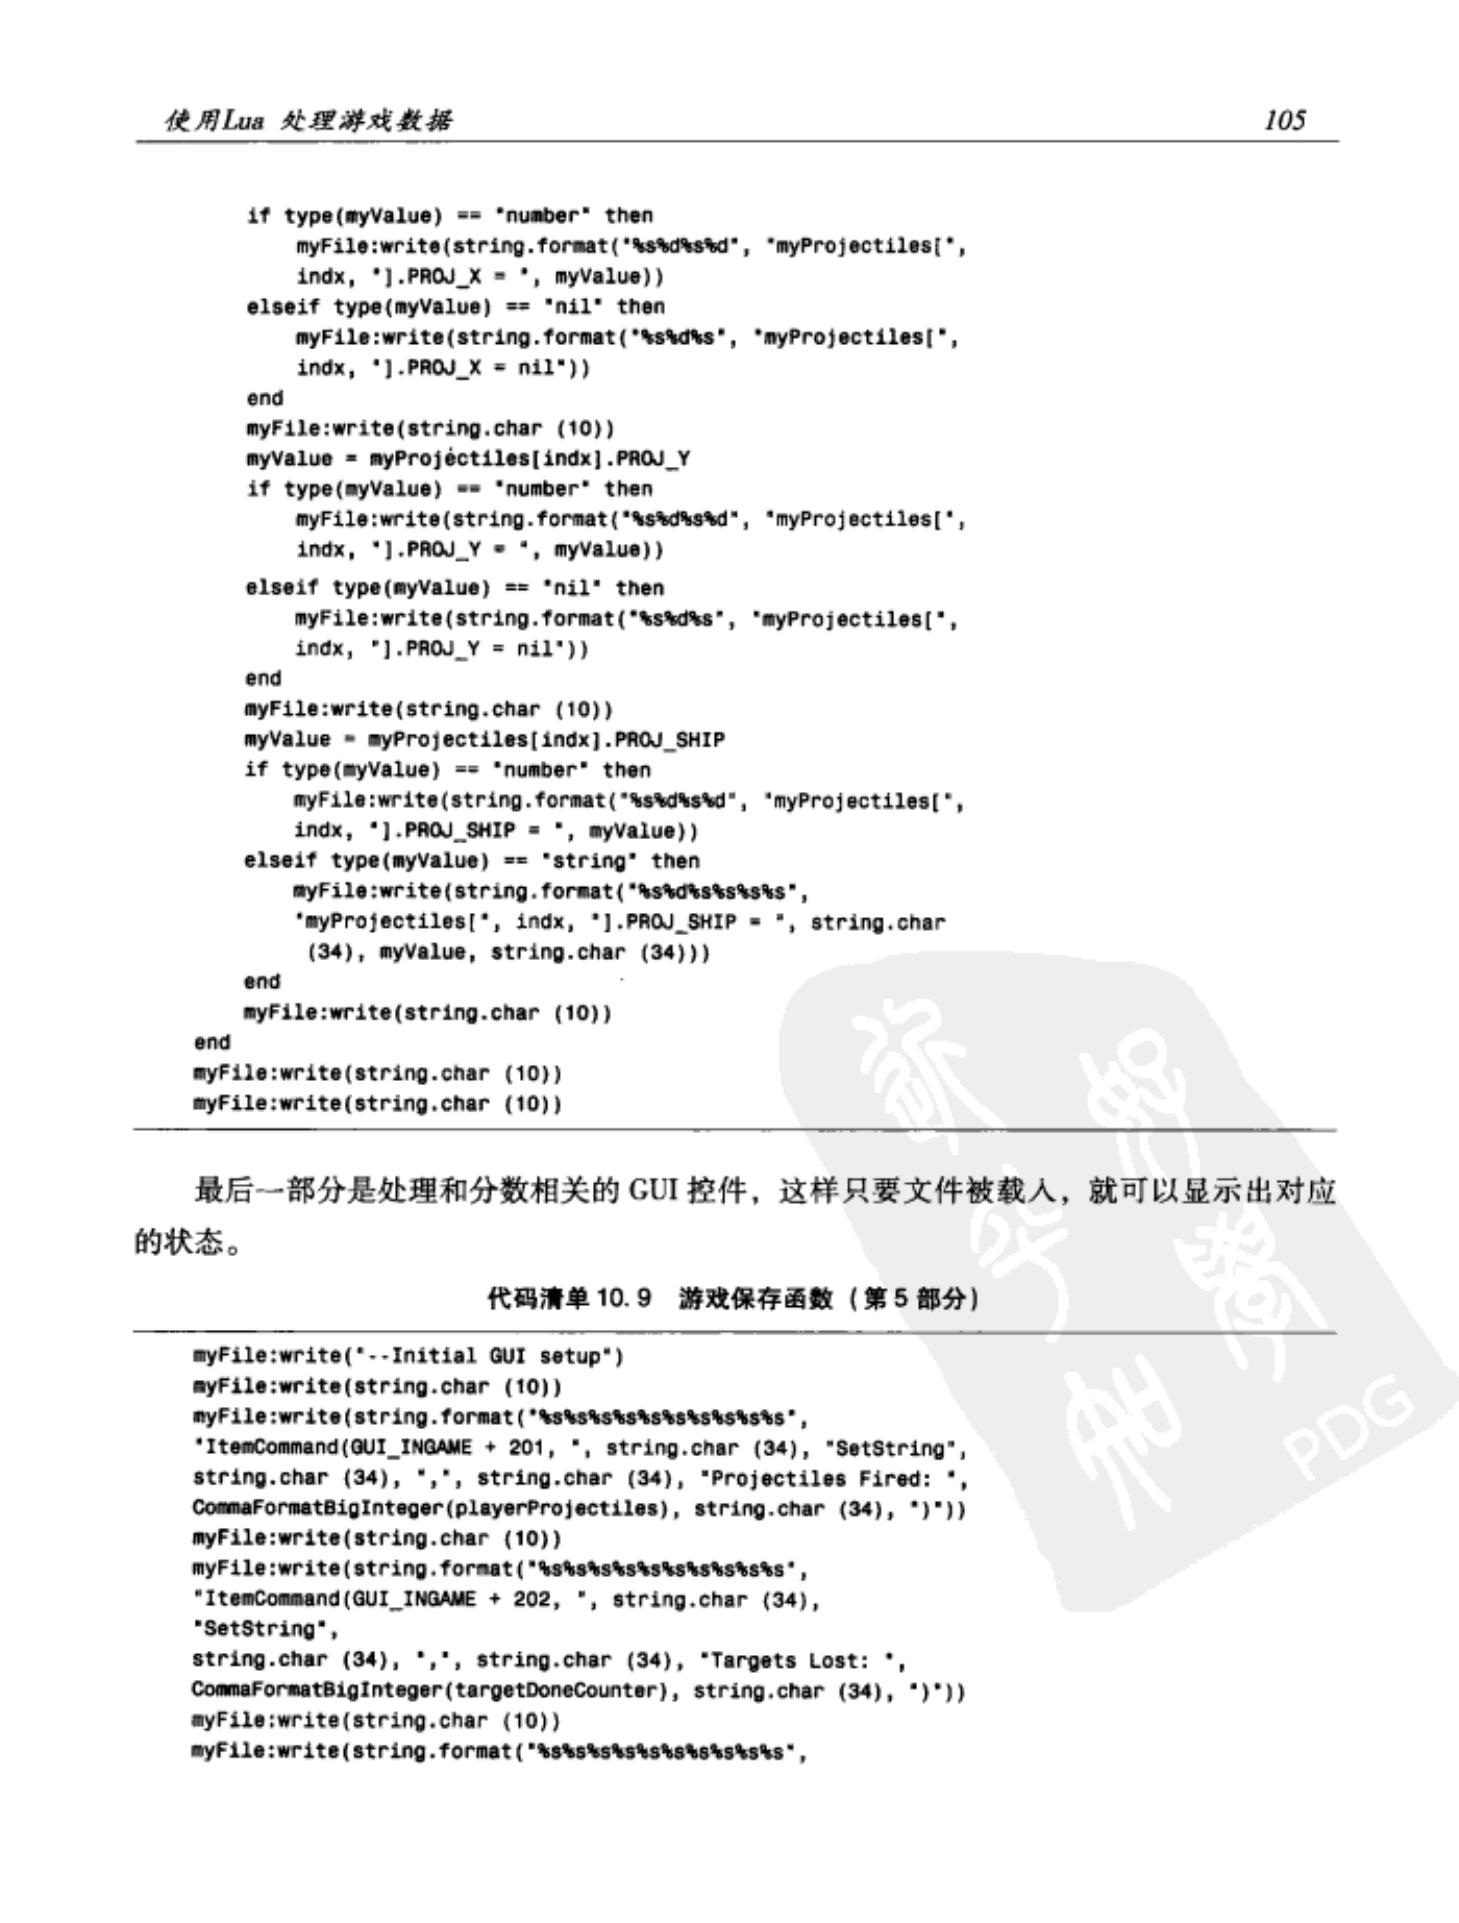 使用Lua 处理游戏数据 105
if type(myValue) == "number" then
myFile:write(string.format("%s%d%s%d", "myProjectiles[",
indx, "].PROJ_X = ", myValue))
elseif type(myValue) == "nil" then
myFile:write(string.format("%s%d%s", "myProjectiles[",
indx, "].PROJ_X = nil"))
end
myFile:write(string.char (10))
myValue = myProjectiles[indx].PROJ_Y
if type(myValue) == "number" then
myFile:write(string.format("%s%d%s%d", "myProjectiles[",
indx, "].PROJ_Y = ", myValue))
elseif type(myValue) == "nil" then
myFile:write(string.format("%s%d%s", "myProjectiles[",
indx, "].PROJ_Y = nil"))
end
myFile:write(string.char (10))
myValue = myProjectiles[indx].PROJ_SHIP
if type(myValue) == "number" then
myFile:write(string.format("%s%d%s%d", "myProjectiles[",
indx, "].PROJ_SHIP = ", myValue))
elseif type(myValue) == "string" then
myFile:write(string.format("%s%d%s%s%s%s",
"myProjectiles[", indx, "].PROJ_SHIP = ", string.char
(34), myValue, string.char (34)))
end
myFile:write(string.char (10))
end
myFile:write(string.char (10))
myFile:write(string.char (10))
最后一部分是处理和分数相关的 GUI 控件，这样只要文件被载入，就可以显示出对应
的状态。
代码清单 10.9 游戏保存函数（第 5 部分）
myFile:write("--Initial GUI setup")
myFile:write(string.char (10))
myFile:write(string.format("%s%s%s%s%s%s%s%s%s%s",
"ItemCommand(GUI_INGAME + 201, ", string.char (34), "SetString",
string.char (34), ",", string.char (34), "Projectiles Fired: ",
CommaFormatBigInteger(playerProjectiles), string.char (34), ")"))
myFile:write(string.char (10))
myFile:write(string.format("%s%s%s%s%s%s%s%s%s%s",
"ItemCommand(GUI_INGAME + 202, ", string.char (34),
"SetString",
string.char (34), ",", string.char (34), "Targets Lost: ",
CommaFormatBigInteger(targetDoneCounter), string.char (34), ")"))
myFile:write(string.char (10))
myFile:write(string.format("%s%s%s%s%s%s%s%s%s%s",
PDG